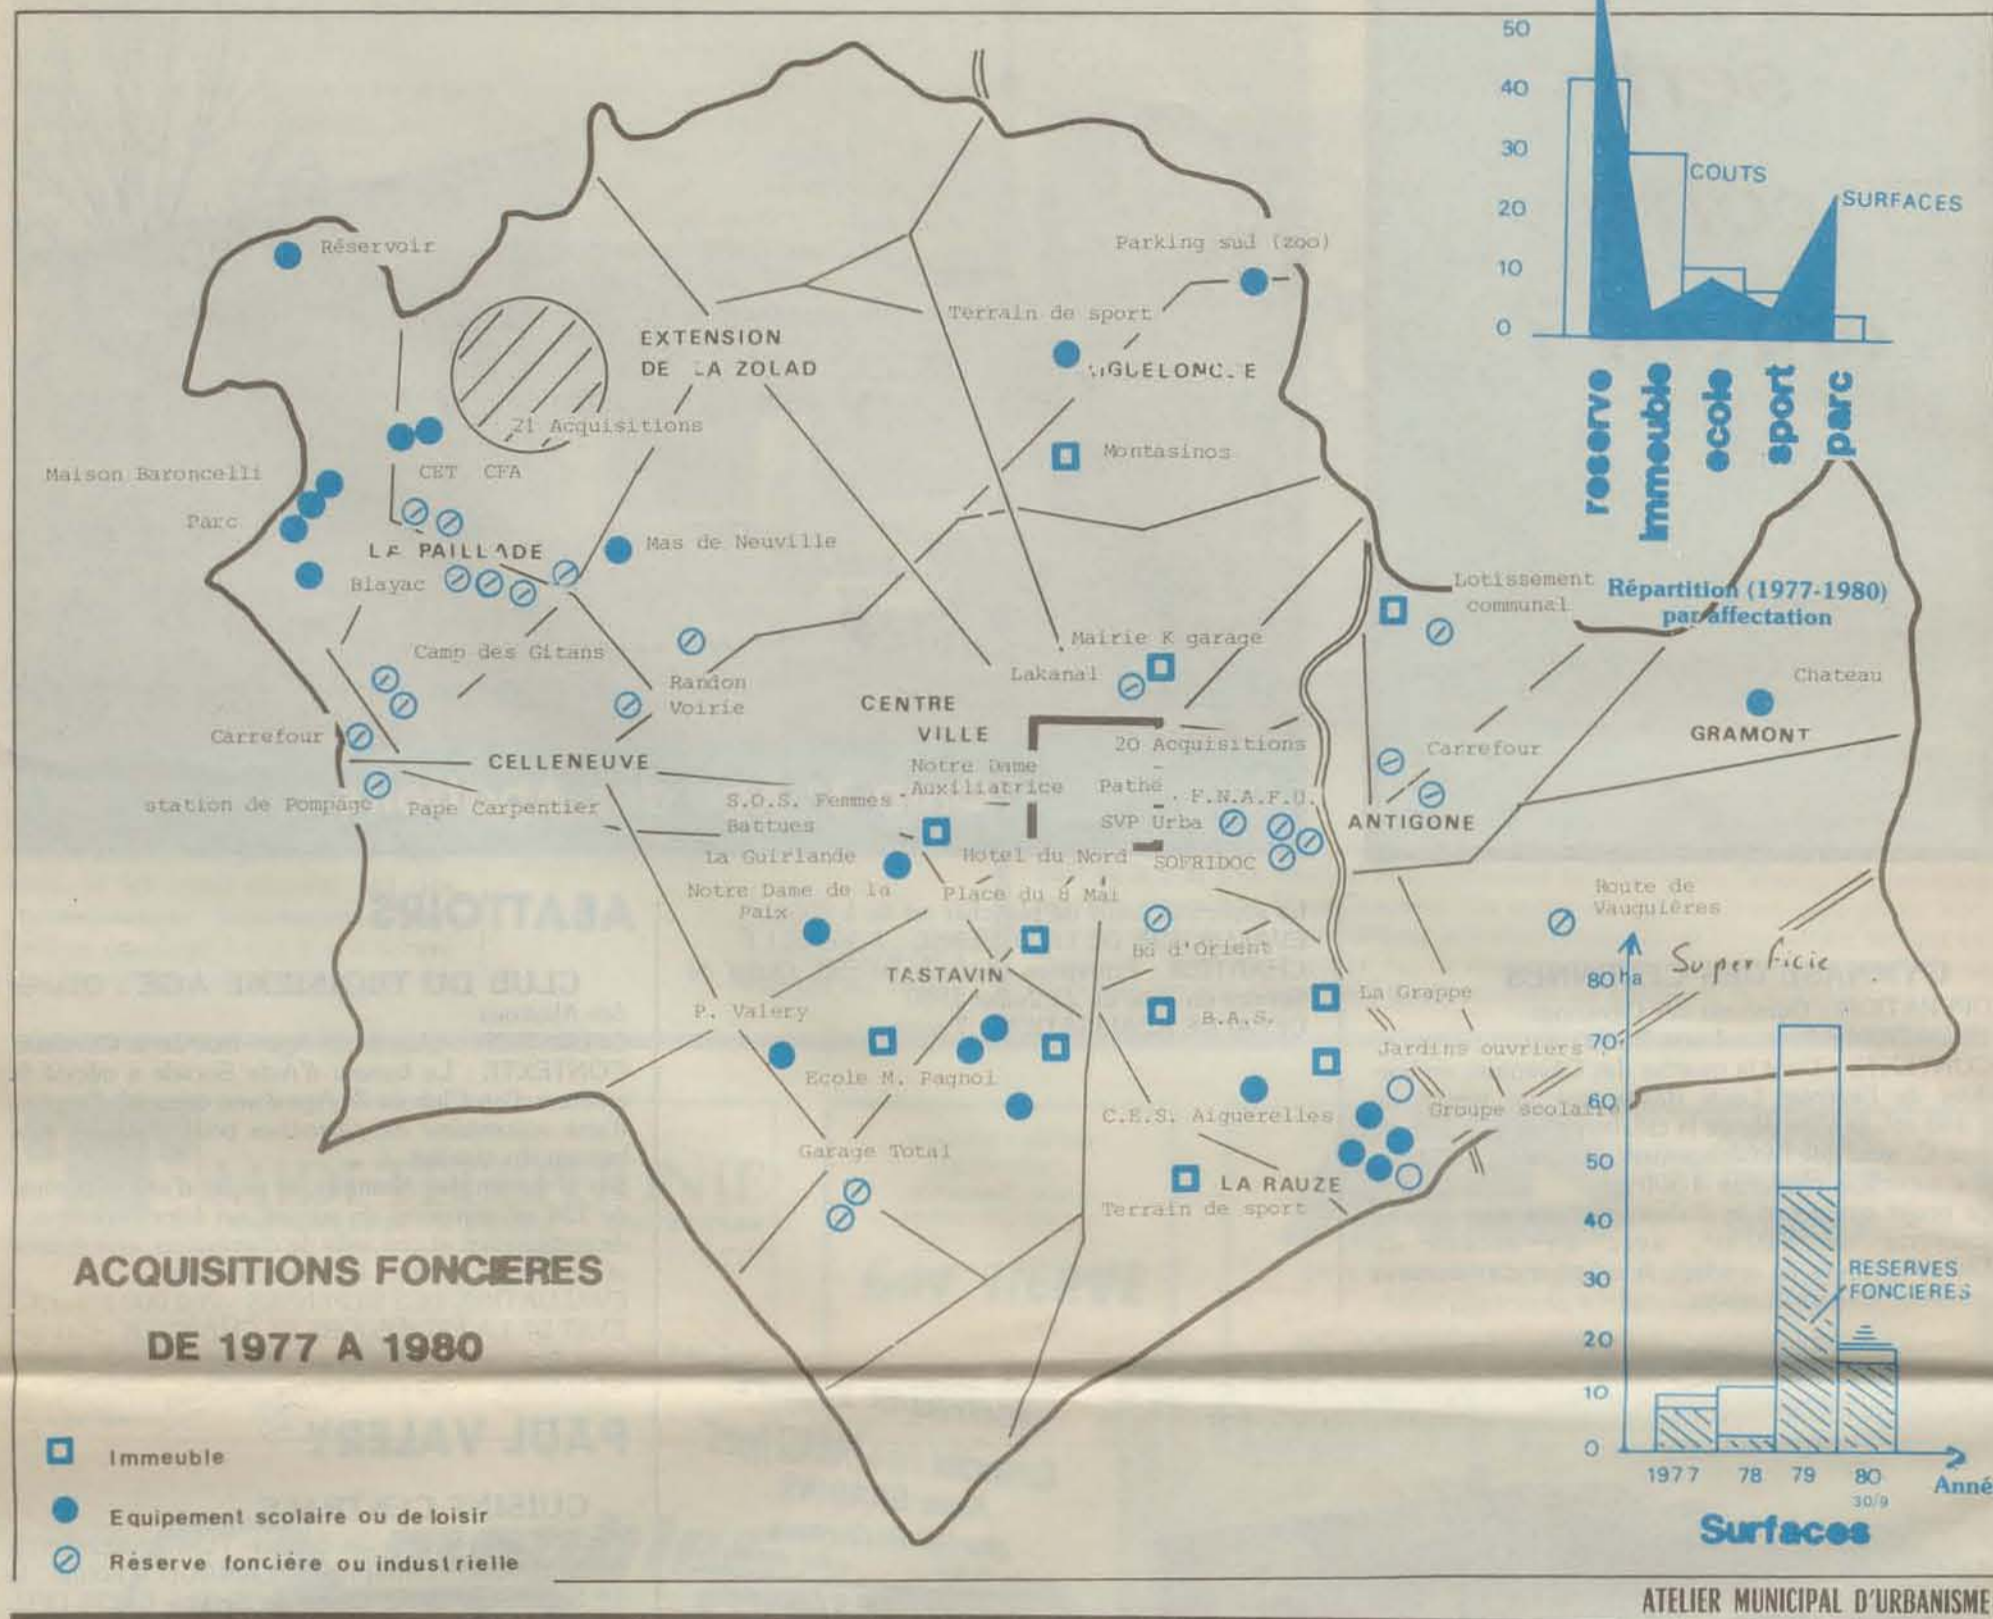 50
40
30
20
10
0
COUTS
SURFACES
reserve
immeuble
ecole
sport
parc
Répartition (1977-1980)
par affectation
Réservoir
Parking sud (zoo)
Terrain de sport
EXTENSION
DE LA ZOLAD
21 Acquisitions
Montasinos
Maison Baroncelli
CET CFA
Parc
LA PAILLADE
Mas de Neuville
Blayac
Lotissement
communal
Camp des Gitans
Mairie K garage
Lakanal
Randon
Voirie
Chateau
GRAMONT
CENTRE
VILLE
Carrefour
20 Acquisitions
Carrefour
CELLENEUVE
Notre Dame
Auxiliatrice
Pathé
F.N.A.F.U.
station de Pompage
Pape Carpentier
S.O.S. Femmes
Battues
SVP Urba
ANTIGONE
La Guirlande
Hotel du Nord
SOFRIDOC
Notre Dame de la
Paix
Place du 8 Mai
Route de
Vauguières
Bd d'Orient
TASTAVIN
P. Valery
B.A.S.
La Grappe
Jardins ouvriers
Ecole M. Pagnol
C.E.S. Aiguerelles
Groupe scolaire
Garage Total
LA RAUZE
Terrain de sport
Superficie
80 ha
70
60
50
40
30
20
10
0
RESERVES
FONCIERES
1977
78
79
80
30/9
Anné
Surfaces
ACQUISITIONS FONCIERES
DE 1977 A 1980
Immeuble
Equipement scolaire ou de loisir
Réserve foncière ou industrielle
ATELIER MUNICIPAL D'URBANISME